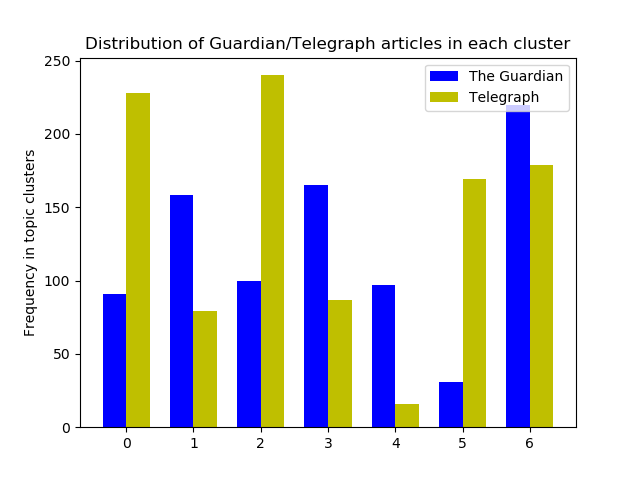 Distribution of Guardian/Telegraph articles in each cluster
The Guardian
Telegraph
Frequency in topic clusters
250
200
150
100
50
0
0 1 2 3 4 5 6